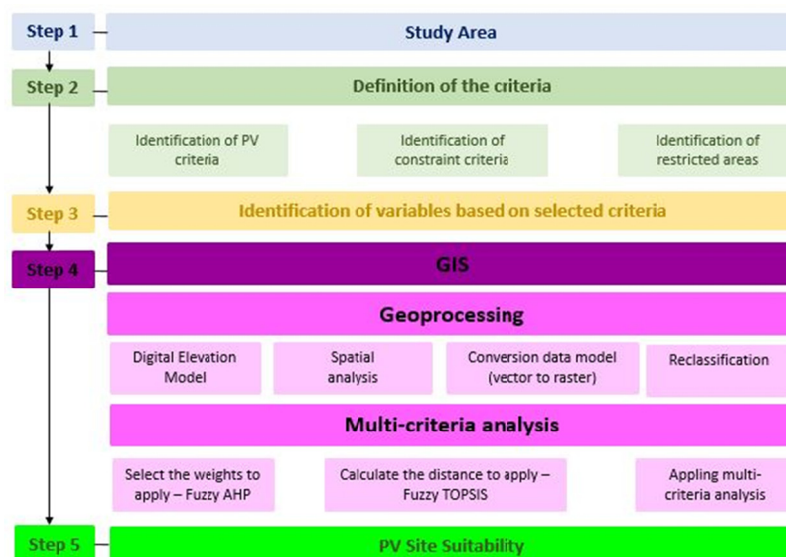 Step 1
Study Area
Step 2
Definition of the criteria
Identification of PV
criteria
Identification of
constraint criteria
Identification of
restricted areas
Step 3
Identification of variables based on selected criteria
Step 4
GIS
Geoprocessing
Digital Elevation
Model
Spatial
analysis
Conversion data model
(vector to raster)
Reclassification
Multi-criteria analysis
Select the weights to
apply – Fuzzy AHP
Calculate the distance to apply –
Fuzzy TOPSIS
Appling multi-
criteria analysis
Step 5
PV Site Suitability